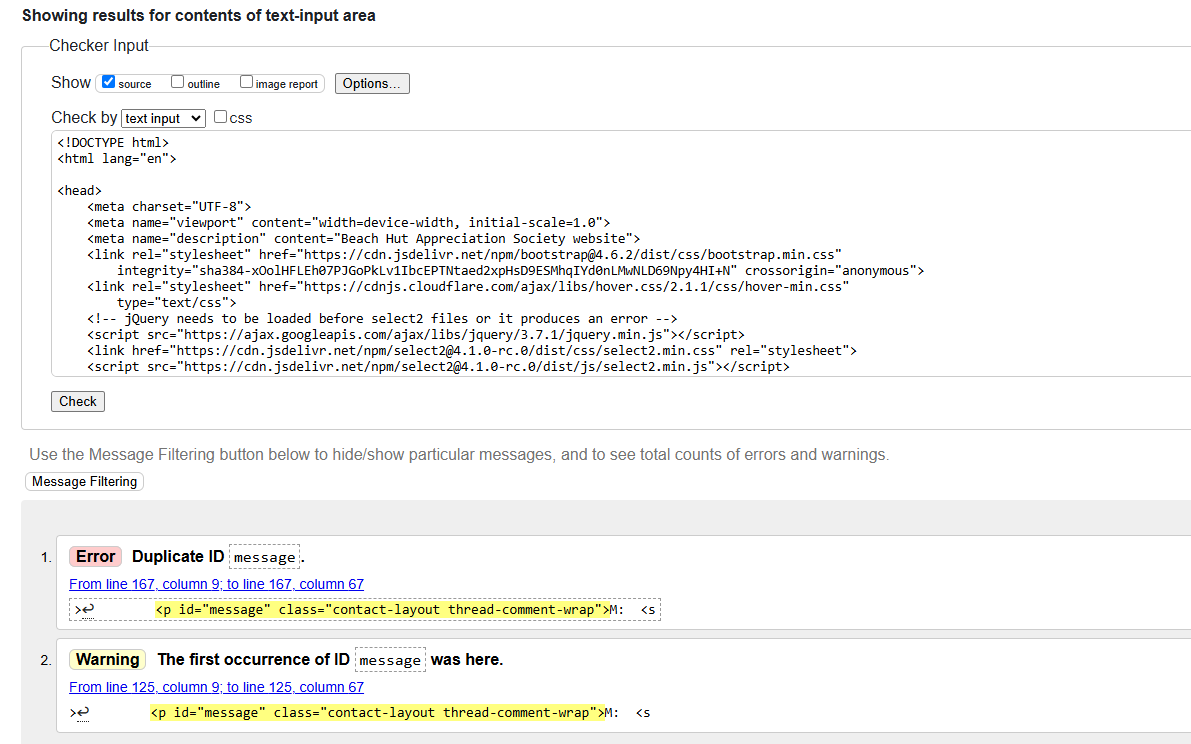 Showing results for contents of text-input area
Checker Input
Show source outline image report Options...
Check by text input css
<!DOCTYPE html>
<html lang="en">
<head>
<meta charset="UTF-8">
<meta name="viewport" content="width=device-width, initial-scale=1.0">
<meta name="description" content="Beach Hut Appreciation Society website">
<link rel="stylesheet" href="https://cdn.jsdelivr.net/npm/bootstrap@4.6.2/dist/css/bootstrap.min.css"
integrity="sha384-xOolHFLEh07PJGoPkLv1IbcEPTNtaed2xpHsD9ESMhqIYd0nLMwNLD69Npy4HI+N" crossorigin="anonymous">
<link rel="stylesheet" href="https://cdnjs.cloudflare.com/ajax/libs/hover.css/2.1.1/css/hover-min.css"
type="text/css">
<!-- jQuery needs to be loaded before select2 files or it produces an error -->
<script src="https://ajax.googleapis.com/ajax/libs/jquery/3.7.1/jquery.min.js"></script>
<link href="https://cdn.jsdelivr.net/npm/select2@4.1.0-rc.0/dist/css/select2.min.css" rel="stylesheet">
<script src="https://cdn.jsdelivr.net/npm/select2@4.1.0-rc.0/dist/js/select2.min.js"></script>
Check
Use the Message Filtering button below to hide/show particular messages, and to see total counts of errors and warnings.
Message Filtering
1. Error Duplicate ID message.
From line 167, column 9; to line 167, column 67
>↩ <p id="message" class="contact-layout thread-comment-wrap">M: <s
2. Warning The first occurrence of ID message was here.
From line 125, column 9; to line 125, column 67
>↩ <p id="message" class="contact-layout thread-comment-wrap">M: <s